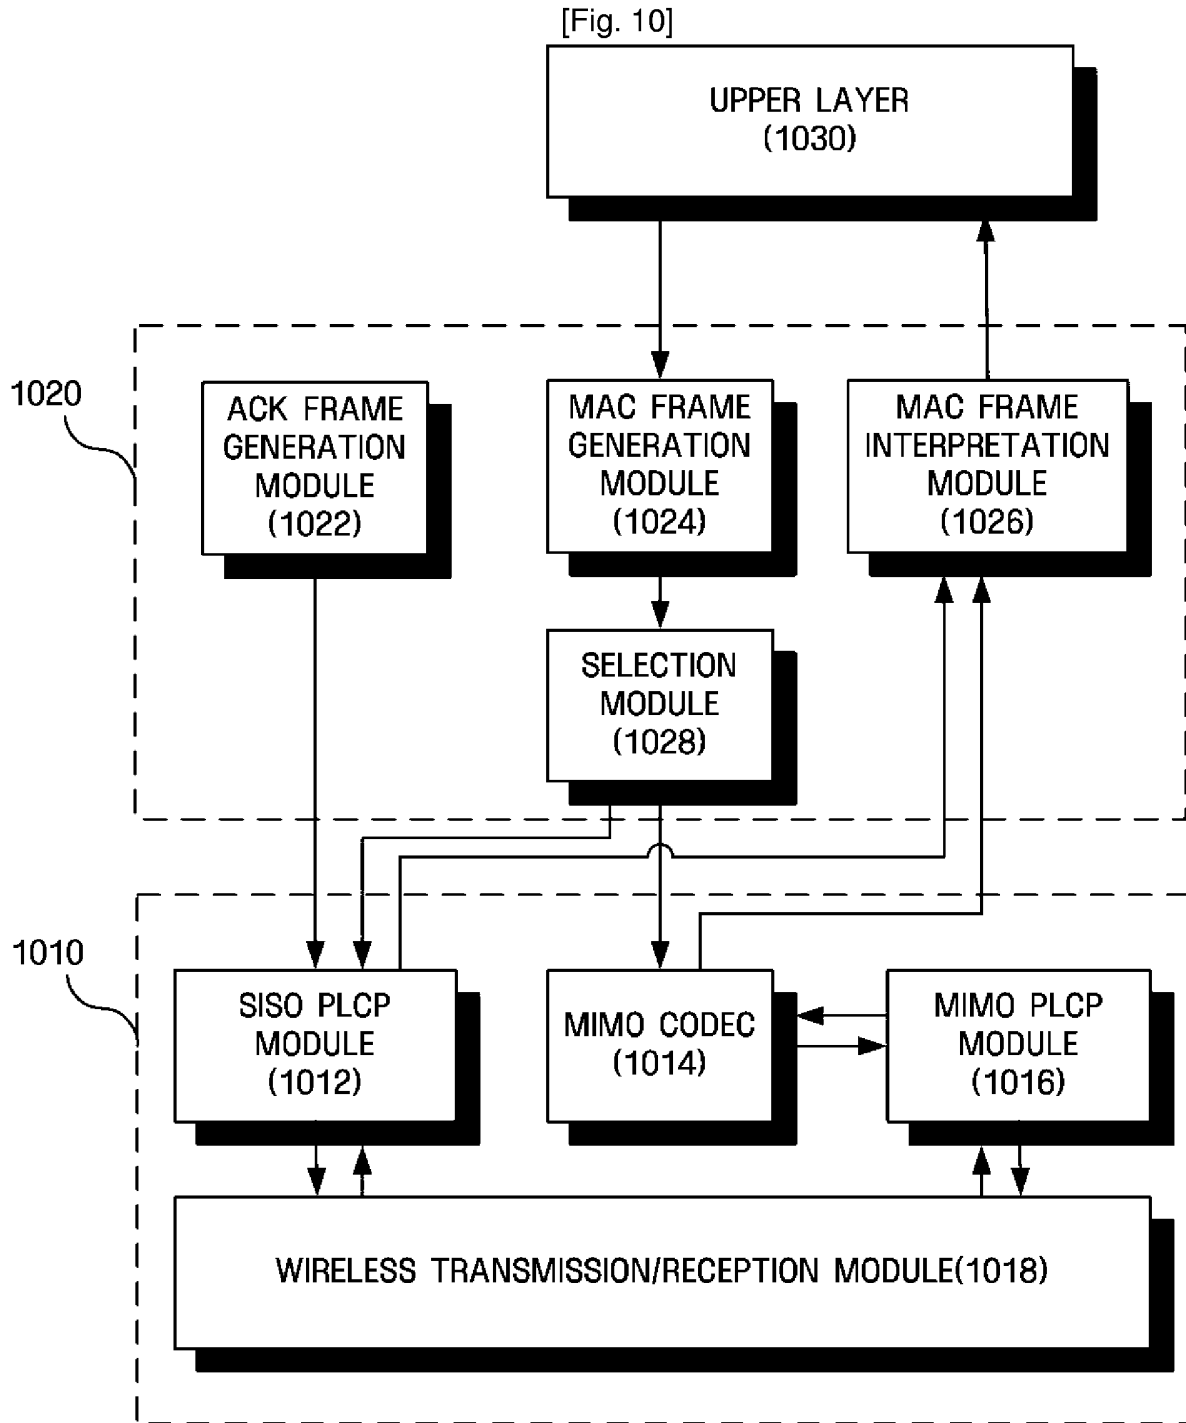 [Fig. 10]
UPPER LAYER
(1030)
1020
ACK FRAME
GENERATION
MODULE
(1022)
MAC FRAME
GENERATION
MODULE
(1024)
MAC FRAME
INTERPRETATION
MODULE
(1026)
SELECTION
MODULE
(1028)
1010
SISO PLCP
MODULE
(1012)
MIMO CODEC
(1014)
MIMO PLCP
MODULE
(1016)
WIRELESS TRANSMISSION/RECEPTION MODULE(1018)